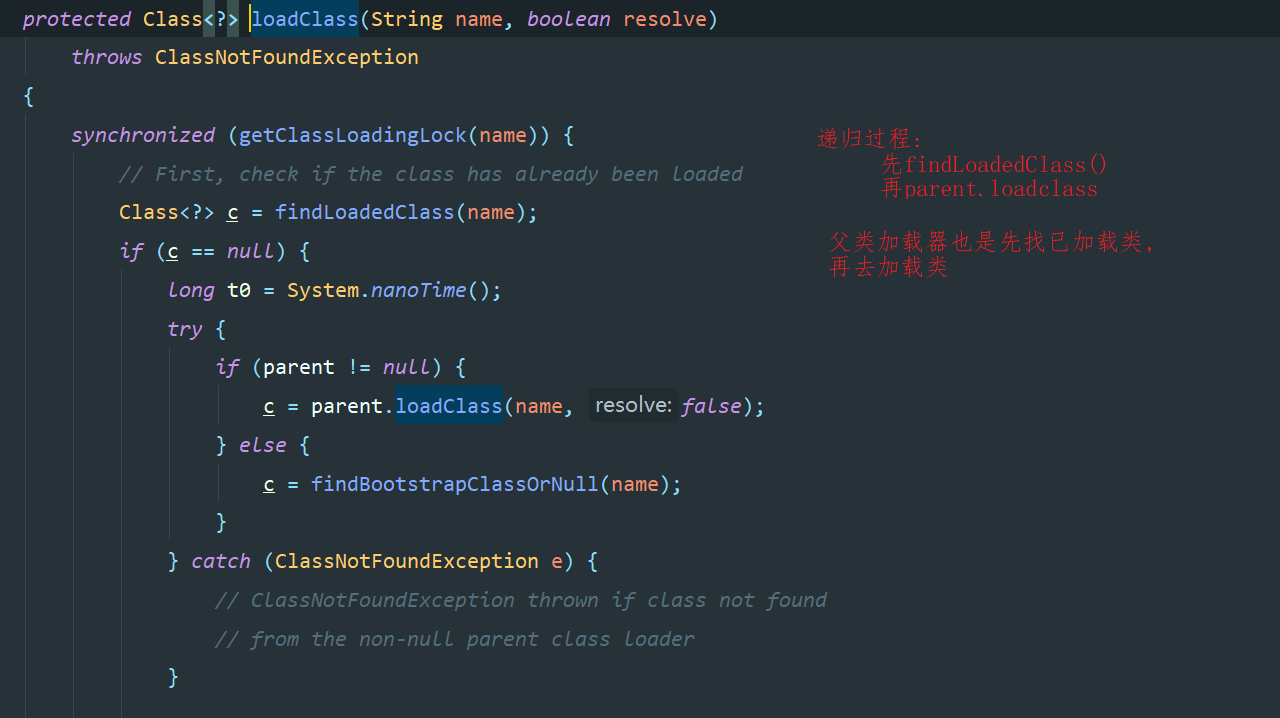 protected Class<?> loadClass(String name, boolean resolve)
throws ClassNotFoundException
{
synchronized (getClassLoadingLock(name)) {
// First, check if the class has already been loaded
Class<?> c = findLoadedClass(name);
if (c == null) {
long t0 = System.nanoTime();
try {
if (parent != null) {
c = parent.loadClass(name, resolve: false);
} else {
c = findBootstrapClassOrNull(name);
}
} catch (ClassNotFoundException e) {
// ClassNotFoundException thrown if class not found
// from the non-null parent class loader
}
递归过程:
先findLoadedClass()
再parent.loadclass
父类加载器也是先找已加载类,
再去加载类